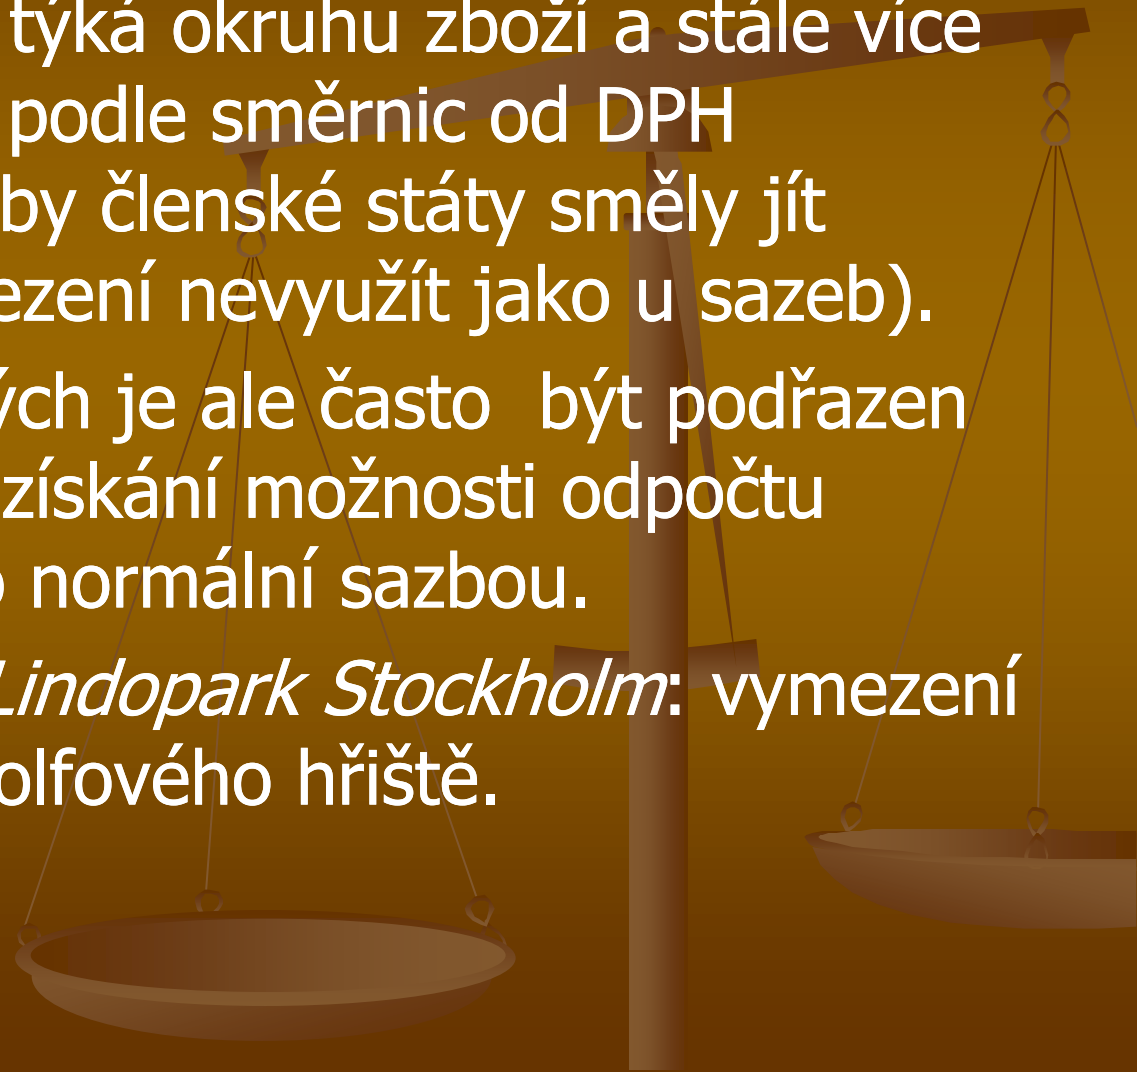 týká okruhu zboží a stále více
podle směrnic od DPH
by členské státy směly jít
ezení nevyužít jako u sazeb).
ých je ale často být podřazen
získání možnosti odpočtu
normální sazbou.
Lindopark Stockholm: vymezení
olfového hřiště.